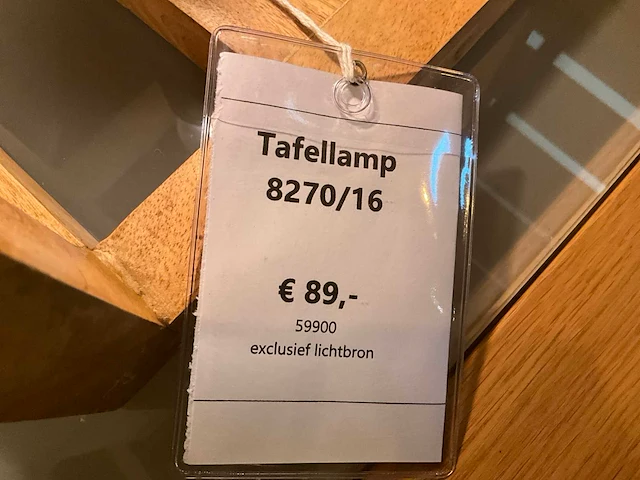 Tafellamp
8270/16
€ 89,-
59900
exclusief lichtbron